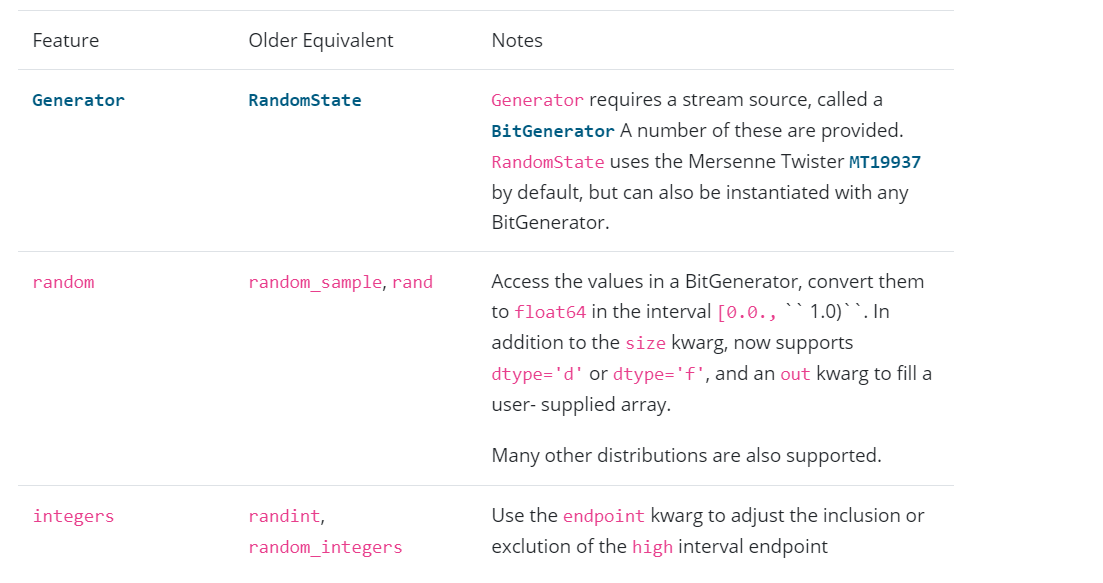 Feature Older Equivalent Notes
Generator RandomState Generator requires a stream source, called a
BitGenerator A number of these are provided.
RandomState uses the Mersenne Twister MT19937
by default, but can also be instantiated with any
BitGenerator.
random random_sample, rand Access the values in a BitGenerator, convert them
to float64 in the interval [0.0., `` 1.0)``. In
addition to the size kwarg, now supports
dtype='d' or dtype='f', and an out kwarg to fill a
user- supplied array.
Many other distributions are also supported.
integers randint, Use the endpoint kwarg to adjust the inclusion or
random_integers exclution of the high interval endpoint